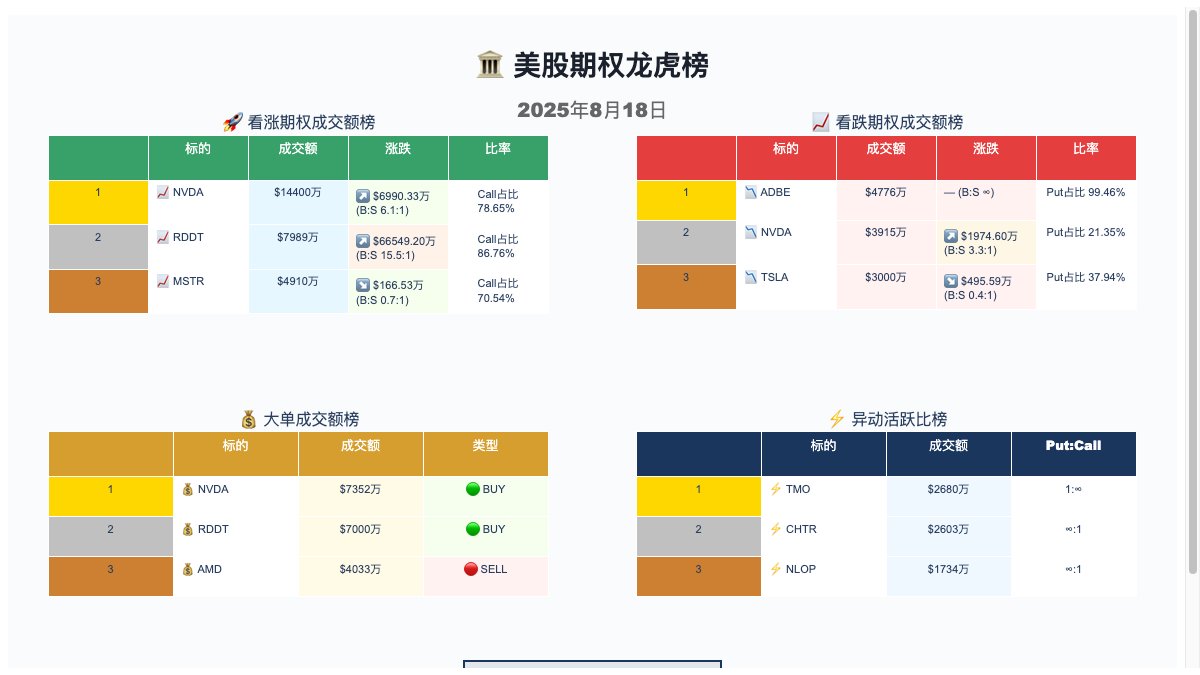 🏛️ 美股期权龙虎榜
2025年8月18日
🚀 看涨期权成交额榜
标的 成交额 涨跌 比率
1 📈 NVDA $14400万 ↗️ $6990.33万 (B:S 6.1:1) Call占比 78.65%
2 📈 RDDT $7989万 ↗️ $66549.20万 (B:S 15.5:1) Call占比 86.76%
3 📈 MSTR $4910万 ↘️ $166.53万 (B:S 0.7:1) Call占比 70.54%
📈 看跌期权成交额榜
标的 成交额 涨跌 比率
1 📉 ADBE $4776万 — (B:S ∞) Put占比 99.46%
2 📉 NVDA $3915万 ↗️ $1974.60万 (B:S 3.3:1) Put占比 21.35%
3 📉 TSLA $3000万 ↘️ $495.59万 (B:S 0.4:1) Put占比 37.94%
💰 大单成交额榜
标的 成交额 类型
1 💰 NVDA $7352万 🟢 BUY
2 💰 RDDT $7000万 🟢 BUY
3 💰 AMD $4033万 🔴 SELL
⚡ 异动活跃比榜
标的 成交额 Put:Call
1 ⚡ TMO $2680万 1:∞
2 ⚡ CHTR $2603万 ∞:1
3 ⚡ NLOP $1734万 ∞:1